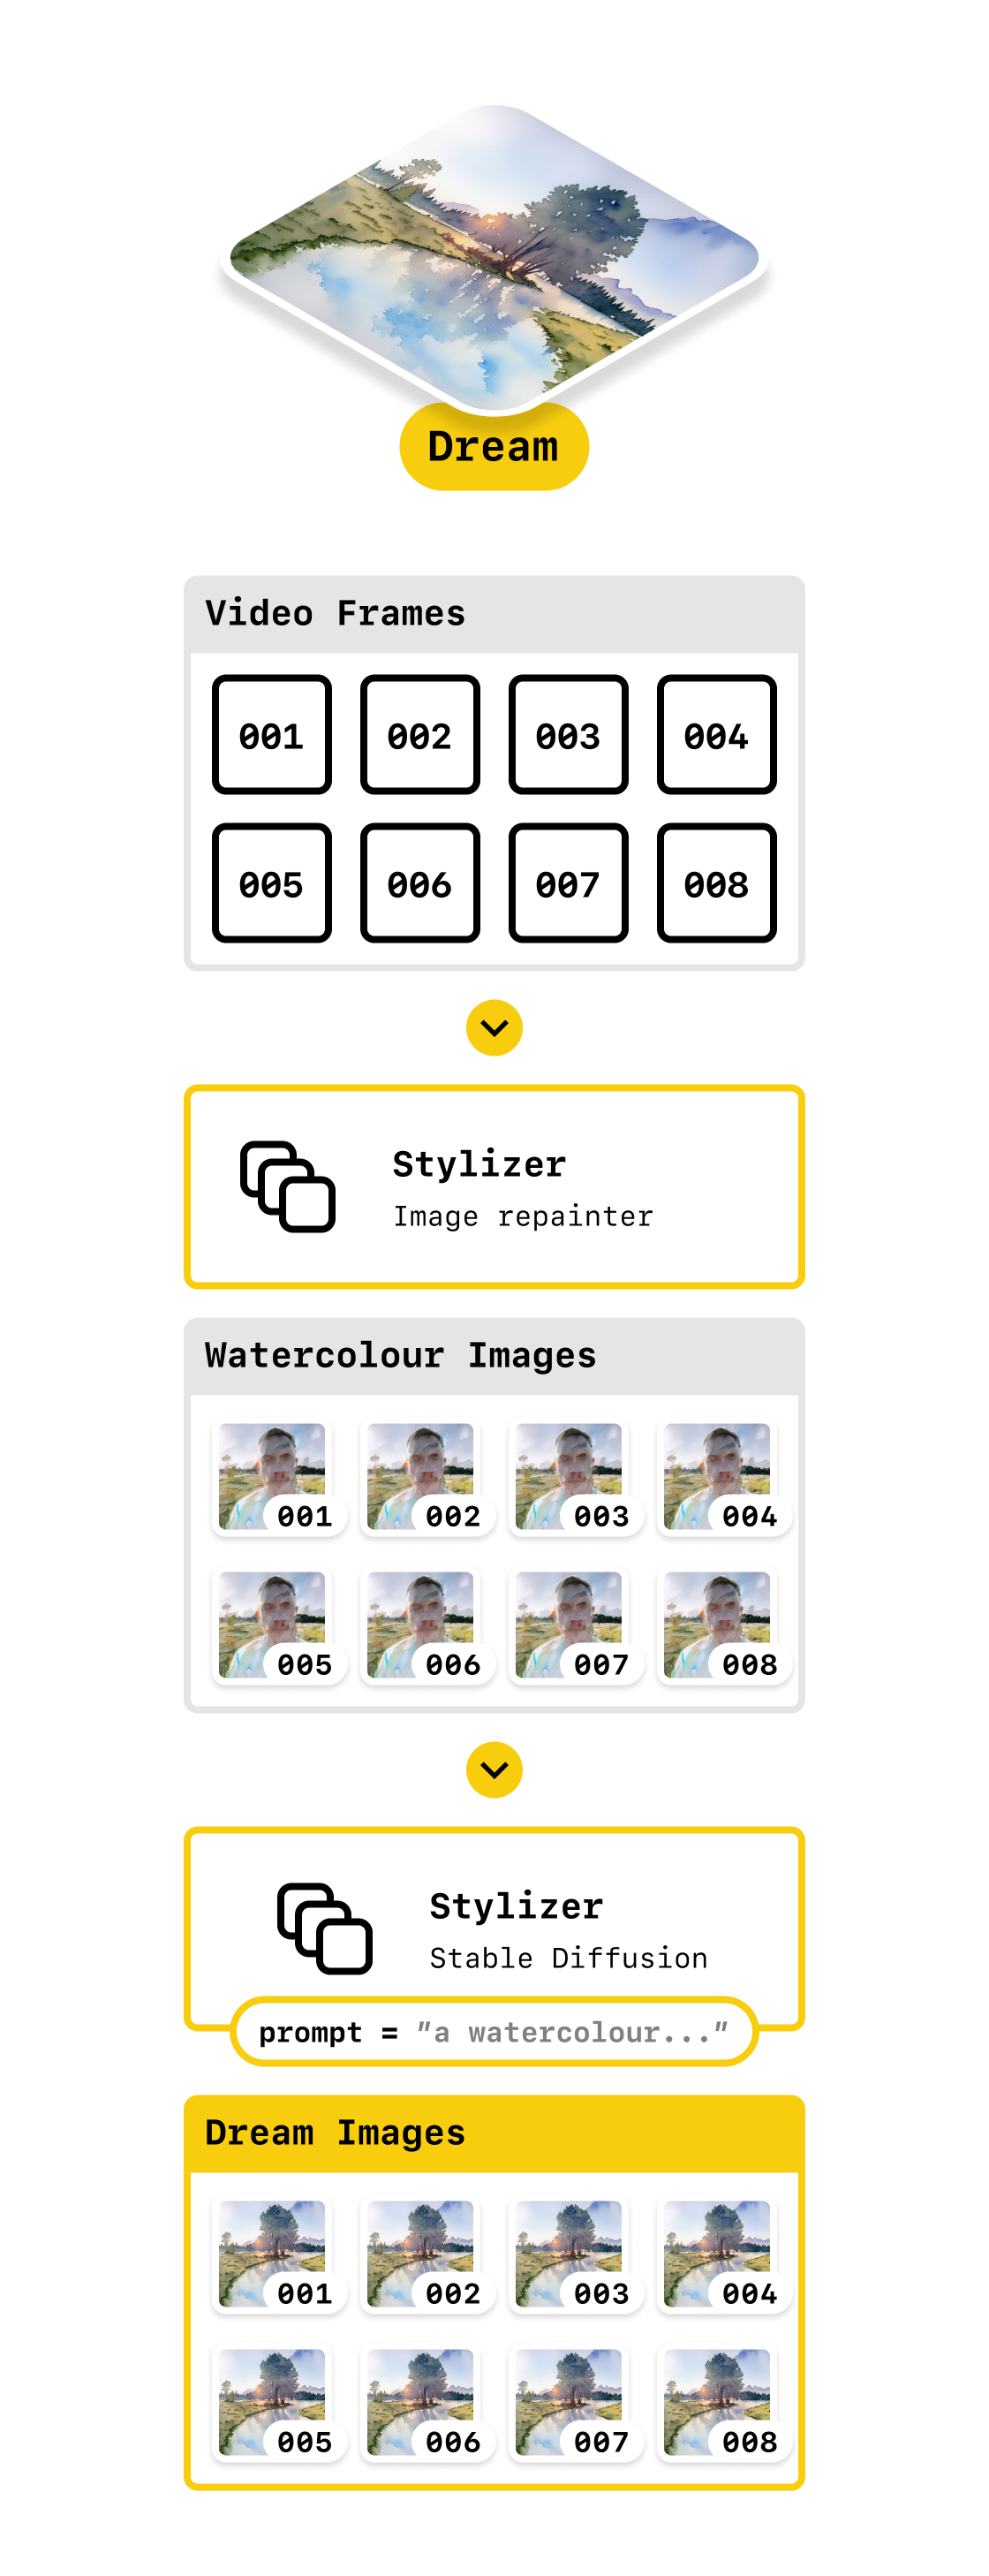 Dream
Video Frames
001 002 003 004
005 006 007 008
Stylizer
Image repainter
Watercolour Images
001 002 003 004
005 006 007 008
Stylizer
Stable Diffusion
prompt = "a watercolour..."
Dream Images
001 002 003 004
005 006 007 008